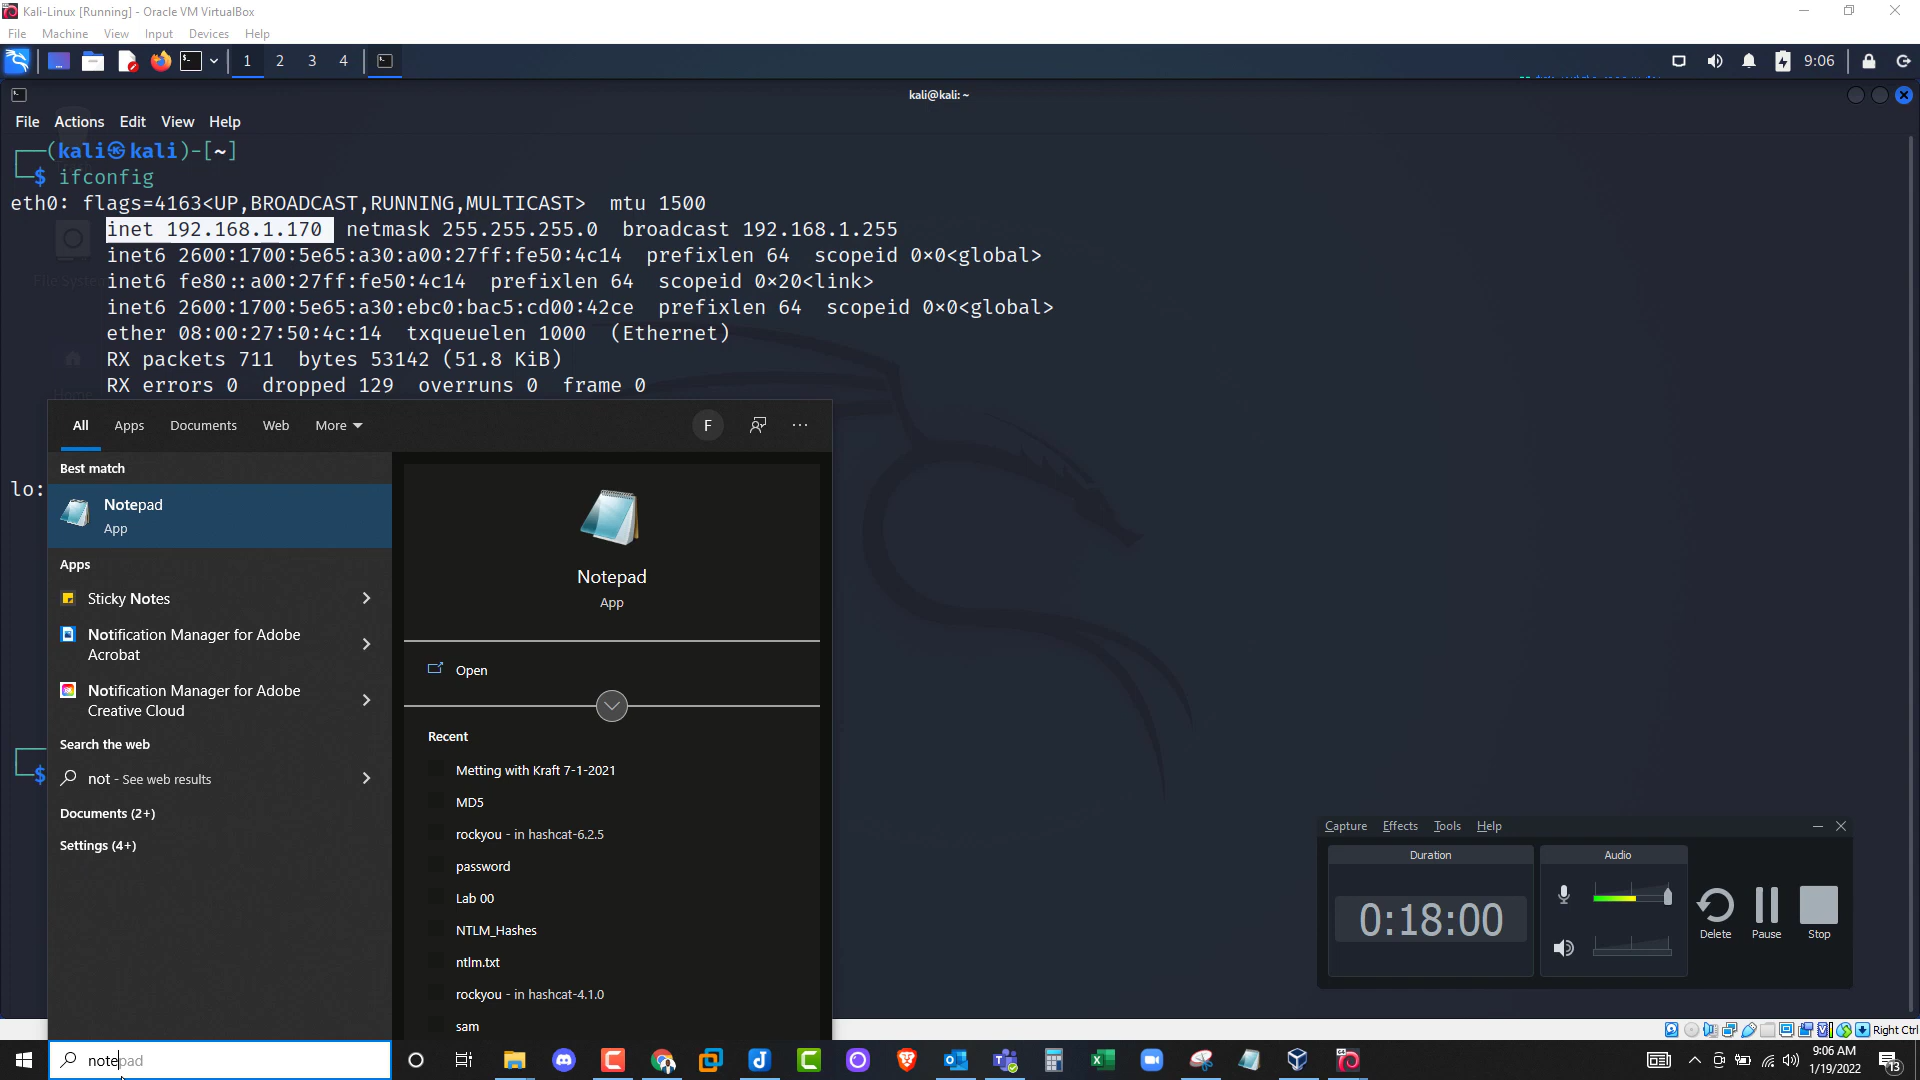 Kali-Linux [Running] - Oracle VM VirtualBox
File Machine View Input Devices Help
1 2 3 4
9:06
kali@kali: ~
File Actions Edit View Help
┌──(kali㉿kali)-[~]
└─$ ifconfig
eth0: flags=4163<UP,BROADCAST,RUNNING,MULTICAST>  mtu 1500
inet 192.168.1.170  netmask 255.255.255.0  broadcast 192.168.1.255
inet6 2600:1700:5e65:a30:a00:27ff:fe50:4c14  prefixlen 64  scopeid 0×0<global>
inet6 fe80::a00:27ff:fe50:4c14  prefixlen 64  scopeid 0×20<link>
inet6 2600:1700:5e65:a30:ebc0:bac5:cd00:42ce  prefixlen 64  scopeid 0×0<global>
ether 08:00:27:50:4c:14  txqueuelen 1000  (Ethernet)
RX packets 711  bytes 53142 (51.8 KiB)
RX errors 0  dropped 129  overruns 0  frame 0
File System
Home
lo:
└─$
All Apps Documents Web More
F
Best match
Notepad
App
Apps
Sticky Notes
Notification Manager for Adobe
Acrobat
Notification Manager for Adobe
Creative Cloud
Search the web
not - See web results
Documents (2+)
Settings (4+)
Notepad
App
Open
Recent
Metting with Kraft 7-1-2021
MD5
rockyou - in hashcat-6.2.5
password
Lab 00
NTLM_Hashes
ntlm.txt
rockyou - in hashcat-4.1.0
sam
Capture Effects Tools Help
Duration
Audio
0:18:00
Delete Pause Stop
Right Ctrl
notepad
9:06 AM
1/19/2022
13